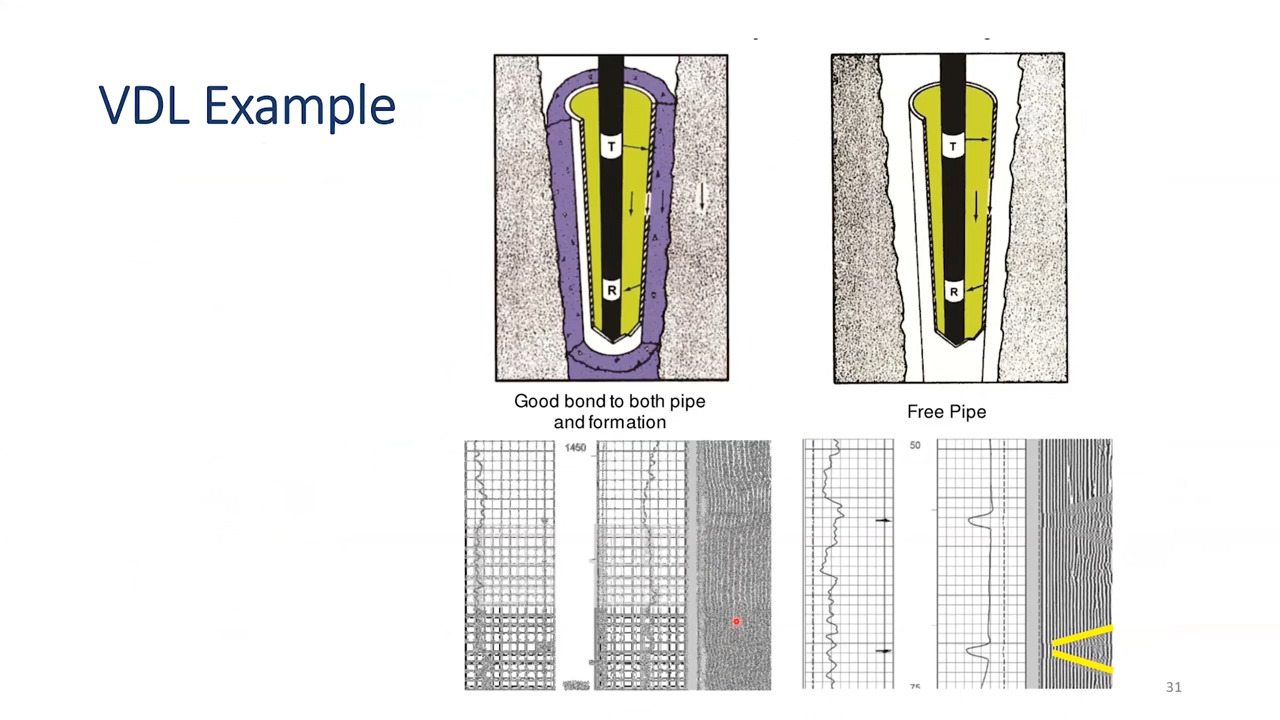 VDL Example
T
R
T
R
Good bond to both pipe
and formation
Free Pipe
1450
50
75
31